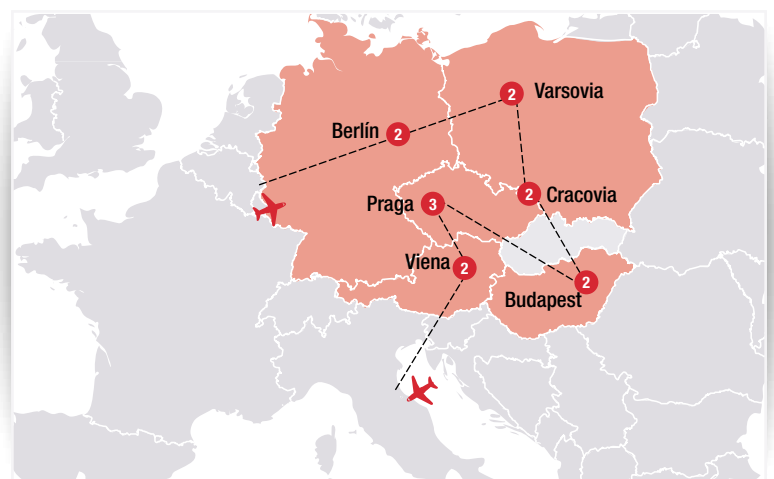 Varsovia
2
Berlín
2
Cracovia
2
Praga
3
Viena
2
Budapest
2